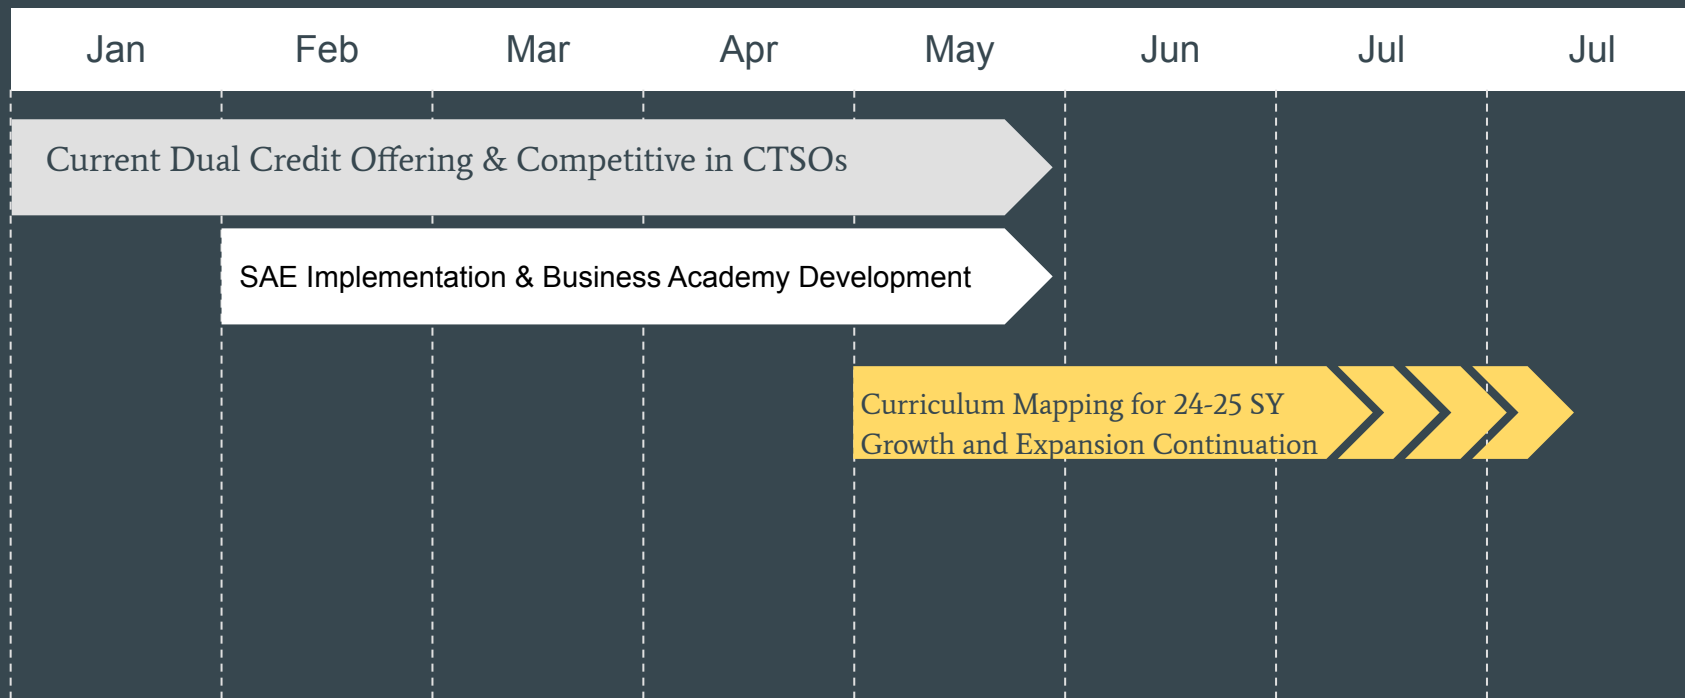 Jan Feb Mar Apr May Jun Jul Jul
Current Dual Credit Offering & Competitive in CTSOs
SAE Implementation & Business Academy Development
Curriculum Mapping for 24-25 SY
Growth and Expansion Continuation